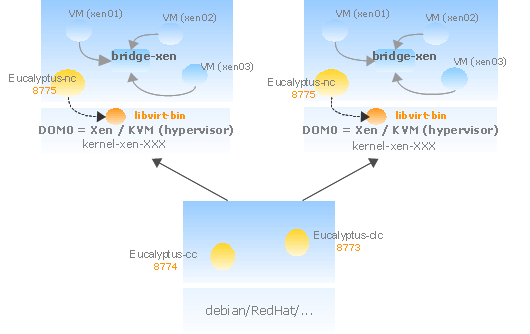 VM (xen01)
VM (xen02)
bridge-xen
VM (xen03)
Eucalyptus-nc
8775
libvirt-bin
DOM0 = Xen / KVM (hypervisor)
kernel-xen-XXX
VM (xen01)
VM (xen02)
bridge-xen
VM (xen03)
Eucalyptus-nc
8775
libvirt-bin
DOM0 = Xen / KVM (hypervisor)
kernel-xen-XXX
Eucalyptus-clc
8773
Eucalyptus-cc
8774
debian/RedHat/...